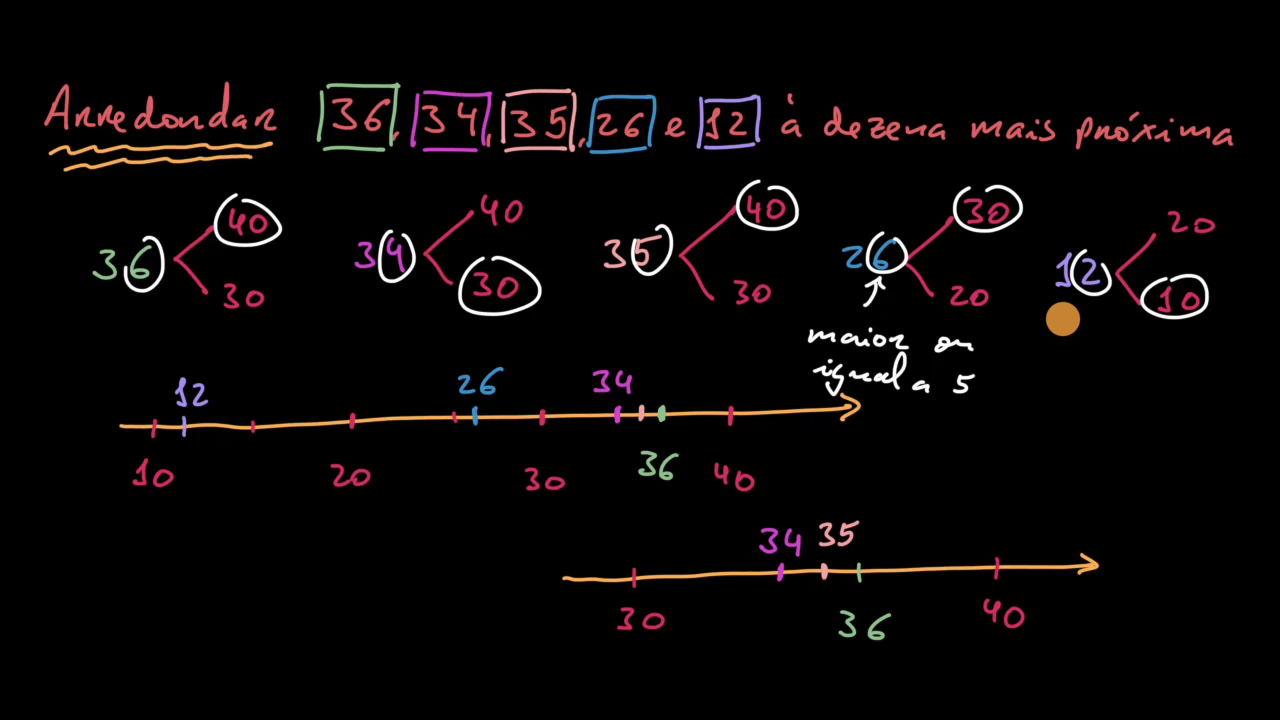 Arredondar 36, 34, 35, 26 e 12 à dezena mais próxima
36 40 30
34 40 30
35 40 30
26 30 20
12 20 10
maior ou
igual a 5
12 26 34
10 20 30 36 40
34 35
30 36 40